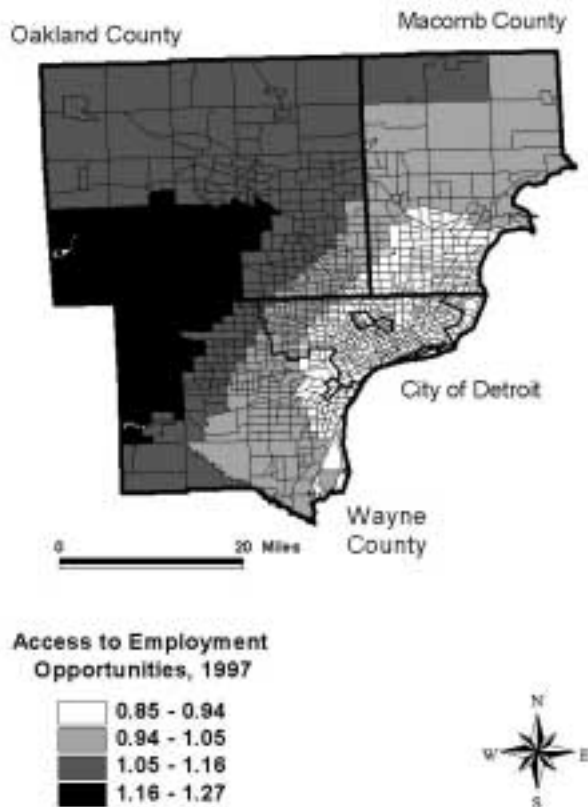 Macomb County
Oakland County
City of Detroit
Wayne
County
0 20 Miles
Access to Employment
Opportunities, 1997
0.85 - 0.94
0.94 - 1.05
1.05 - 1.16
1.16 - 1.27
N
W E
S